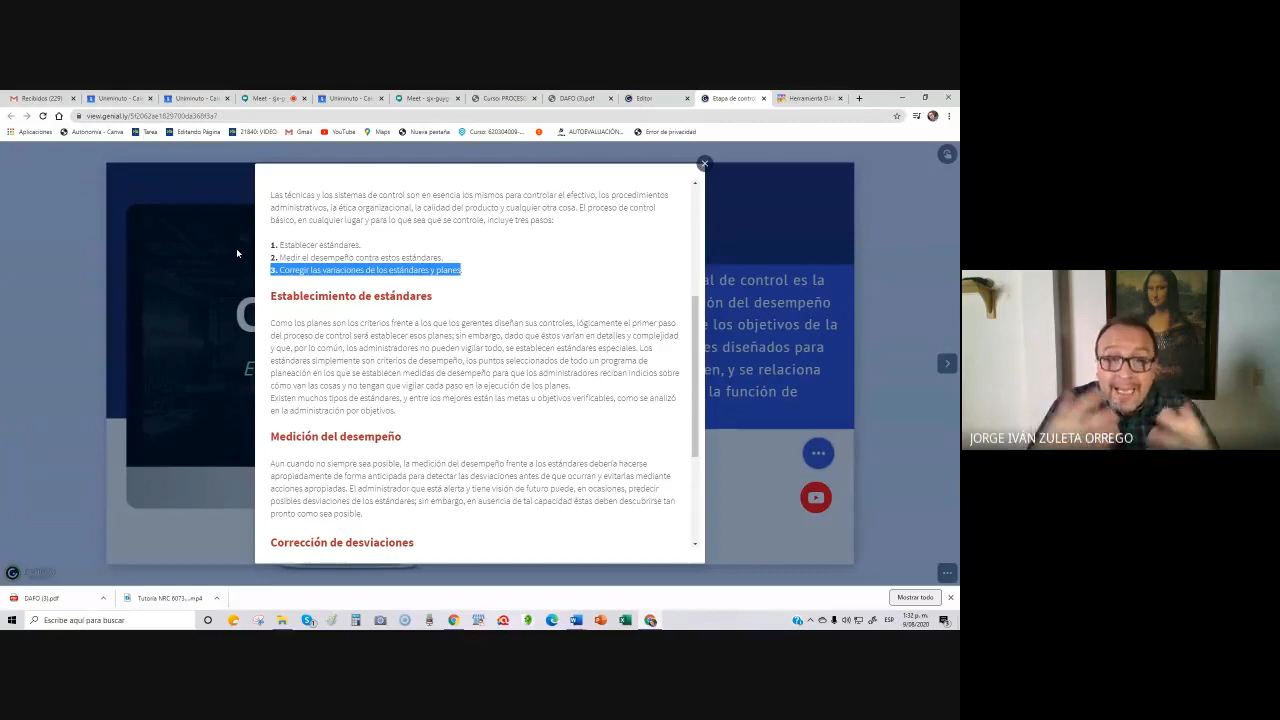 Recibidos (229)
Uniminuto - Cale
Uniminuto - Cale
Meet - sjx-g
Uniminuto - Cale
Meet - sjx-guyg
Curso: PROCESO
DAFO (3).pdf
Editor
Etapa de contro
Herramienta DA
view.genial.ly/5f2062ae1829700da368f3a7
Aplicaciones
Autonomía - Canva
Tarea
Editando Página
21840: VIDEO
Gmail
YouTube
Maps
Nueva pestaña
Curso: 620304009-...
AUTOEVALUACIÓN...
Error de privacidad
Las técnicas y los sistemas de control son en esencia los mismos para controlar el efectivo, los procedimientos
administrativos, la ética organizacional, la calidad del producto y cualquier otra cosa. El proceso de control
básico, en cualquier lugar y para lo que sea que se controle, incluye tres pasos:
1. Establecer estándares.
2. Medir el desempeño contra estos estándares.
3. Corregir las variaciones de los estándares y planes.
Establecimiento de estándares
Como los planes son los criterios frente a los que los gerentes diseñan sus controles, lógicamente el primer paso
del proceso de control será establecer esos planes; sin embargo, dado que éstos varían en detalles y complejidad
y que, por lo común, los administradores no pueden vigilar todo, se establecen estándares especiales. Los
estándares simplemente son criterios de desempeño, los puntos seleccionados de todo un programa de
planeación en los que se establecen medidas de desempeño para que los administradores reciban indicios sobre
cómo van las cosas y no tengan que vigilar cada paso en la ejecución de los planes.
Existen muchos tipos de estándares, y entre los mejores están las metas u objetivos verificables, como se analizó
en la administración por objetivos.
Medición del desempeño
Aun cuando no siempre sea posible, la medición del desempeño frente a los estándares debería hacerse
apropiadamente de forma anticipada para detectar las desviaciones antes de que ocurran y evitarlas mediante
acciones apropiadas. El administrador que está alerta y tiene visión de futuro puede, en ocasiones, predecir
posibles desviaciones de los estándares; sin embargo, en ausencia de tal capacidad éstas deben descubrirse tan
pronto como sea posible.
Corrección de desviaciones
al de control es la
ón del desempeño
e los objetivos de la
es diseñados para
en, y se relaciona
la función de
JORGE IVÁN ZULETA ORREGO
DAFO (3).pdf
Tutoría NRC 6073....mp4
Mostrar todo
Escribe aquí para buscar
ESP
1:32 p. m.
9/08/2020